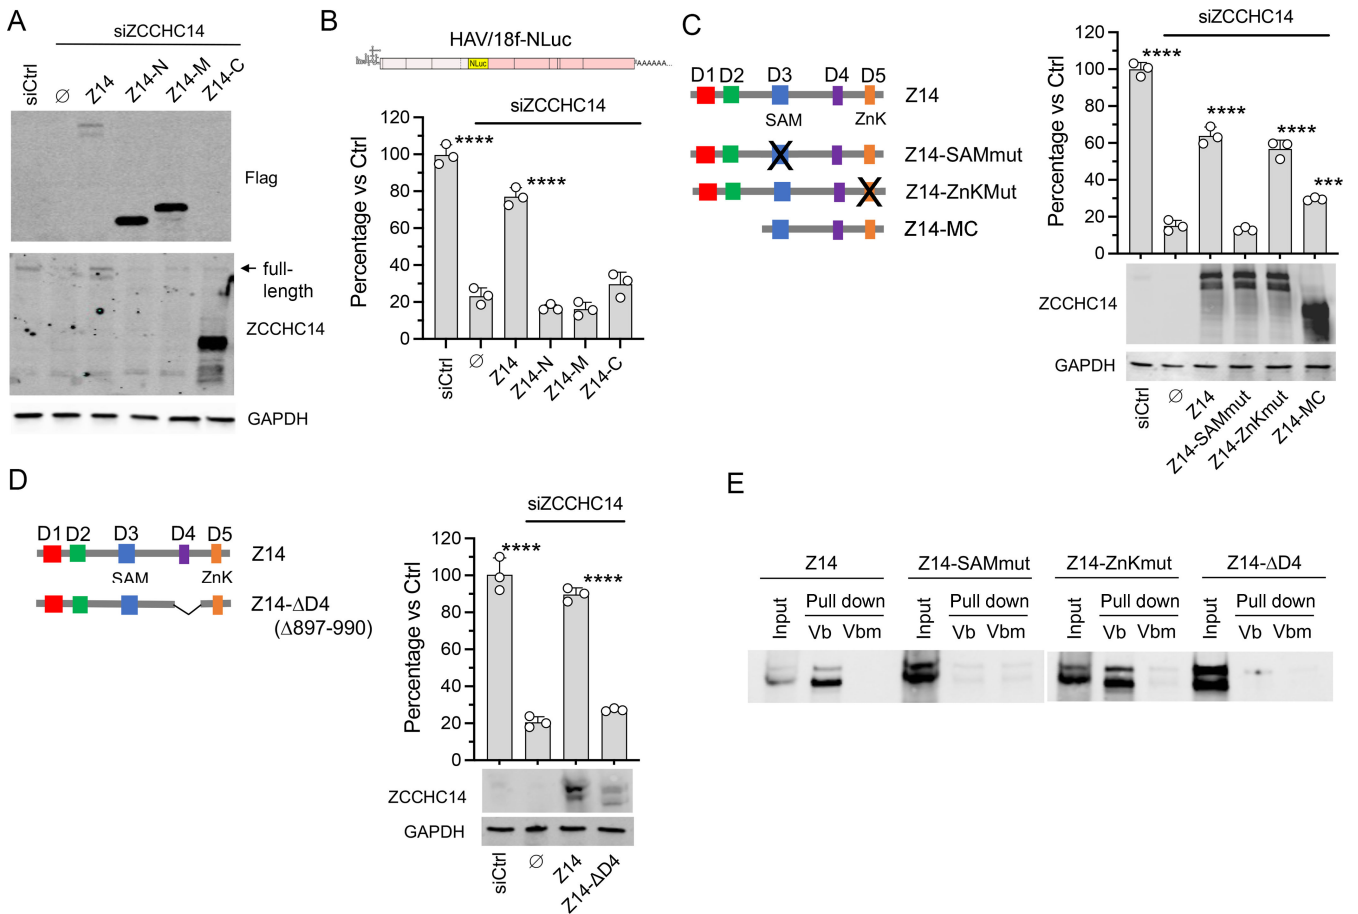 A
siZCCHC14
siCtrl
∅
Z14
Z14-N
Z14-M
Z14-C
Flag
full-
length
ZCCHC14
GAPDH
B
HAV/18f-NLuc
NLuc
AAAAAA...
siZCCHC14
Percentage vs Ctrl
120
100
80
60
40
20
0
****
****
siCtrl
∅
Z14
Z14-N
Z14-M
Z14-C
C
D1 D2 D3 D4 D5
Z14
SAM ZnK
Z14-SAMmut
Z14-ZnKMut
Z14-MC
siZCCHC14
Percentage vs Ctrl
120
100
80
60
40
20
0
****
****
****
***
ZCCHC14
GAPDH
siCtrl
∅
Z14
Z14-SAMmut
Z14-ZnKmut
Z14-MC
D
D1 D2 D3 D4 D5
Z14
SAM ZnK
Z14-ΔD4
(Δ897-990)
siZCCHC14
Percentage vs Ctrl
120
100
80
60
40
20
0
****
****
ZCCHC14
GAPDH
siCtrl
∅
Z14
Z14-ΔD4
E
Z14 Z14-SAMmut Z14-ZnKmut Z14-ΔD4
Input Pull down Input Pull down Input Pull down Input Pull down
Vb Vbm Vb Vbm Vb Vbm Vb Vbm